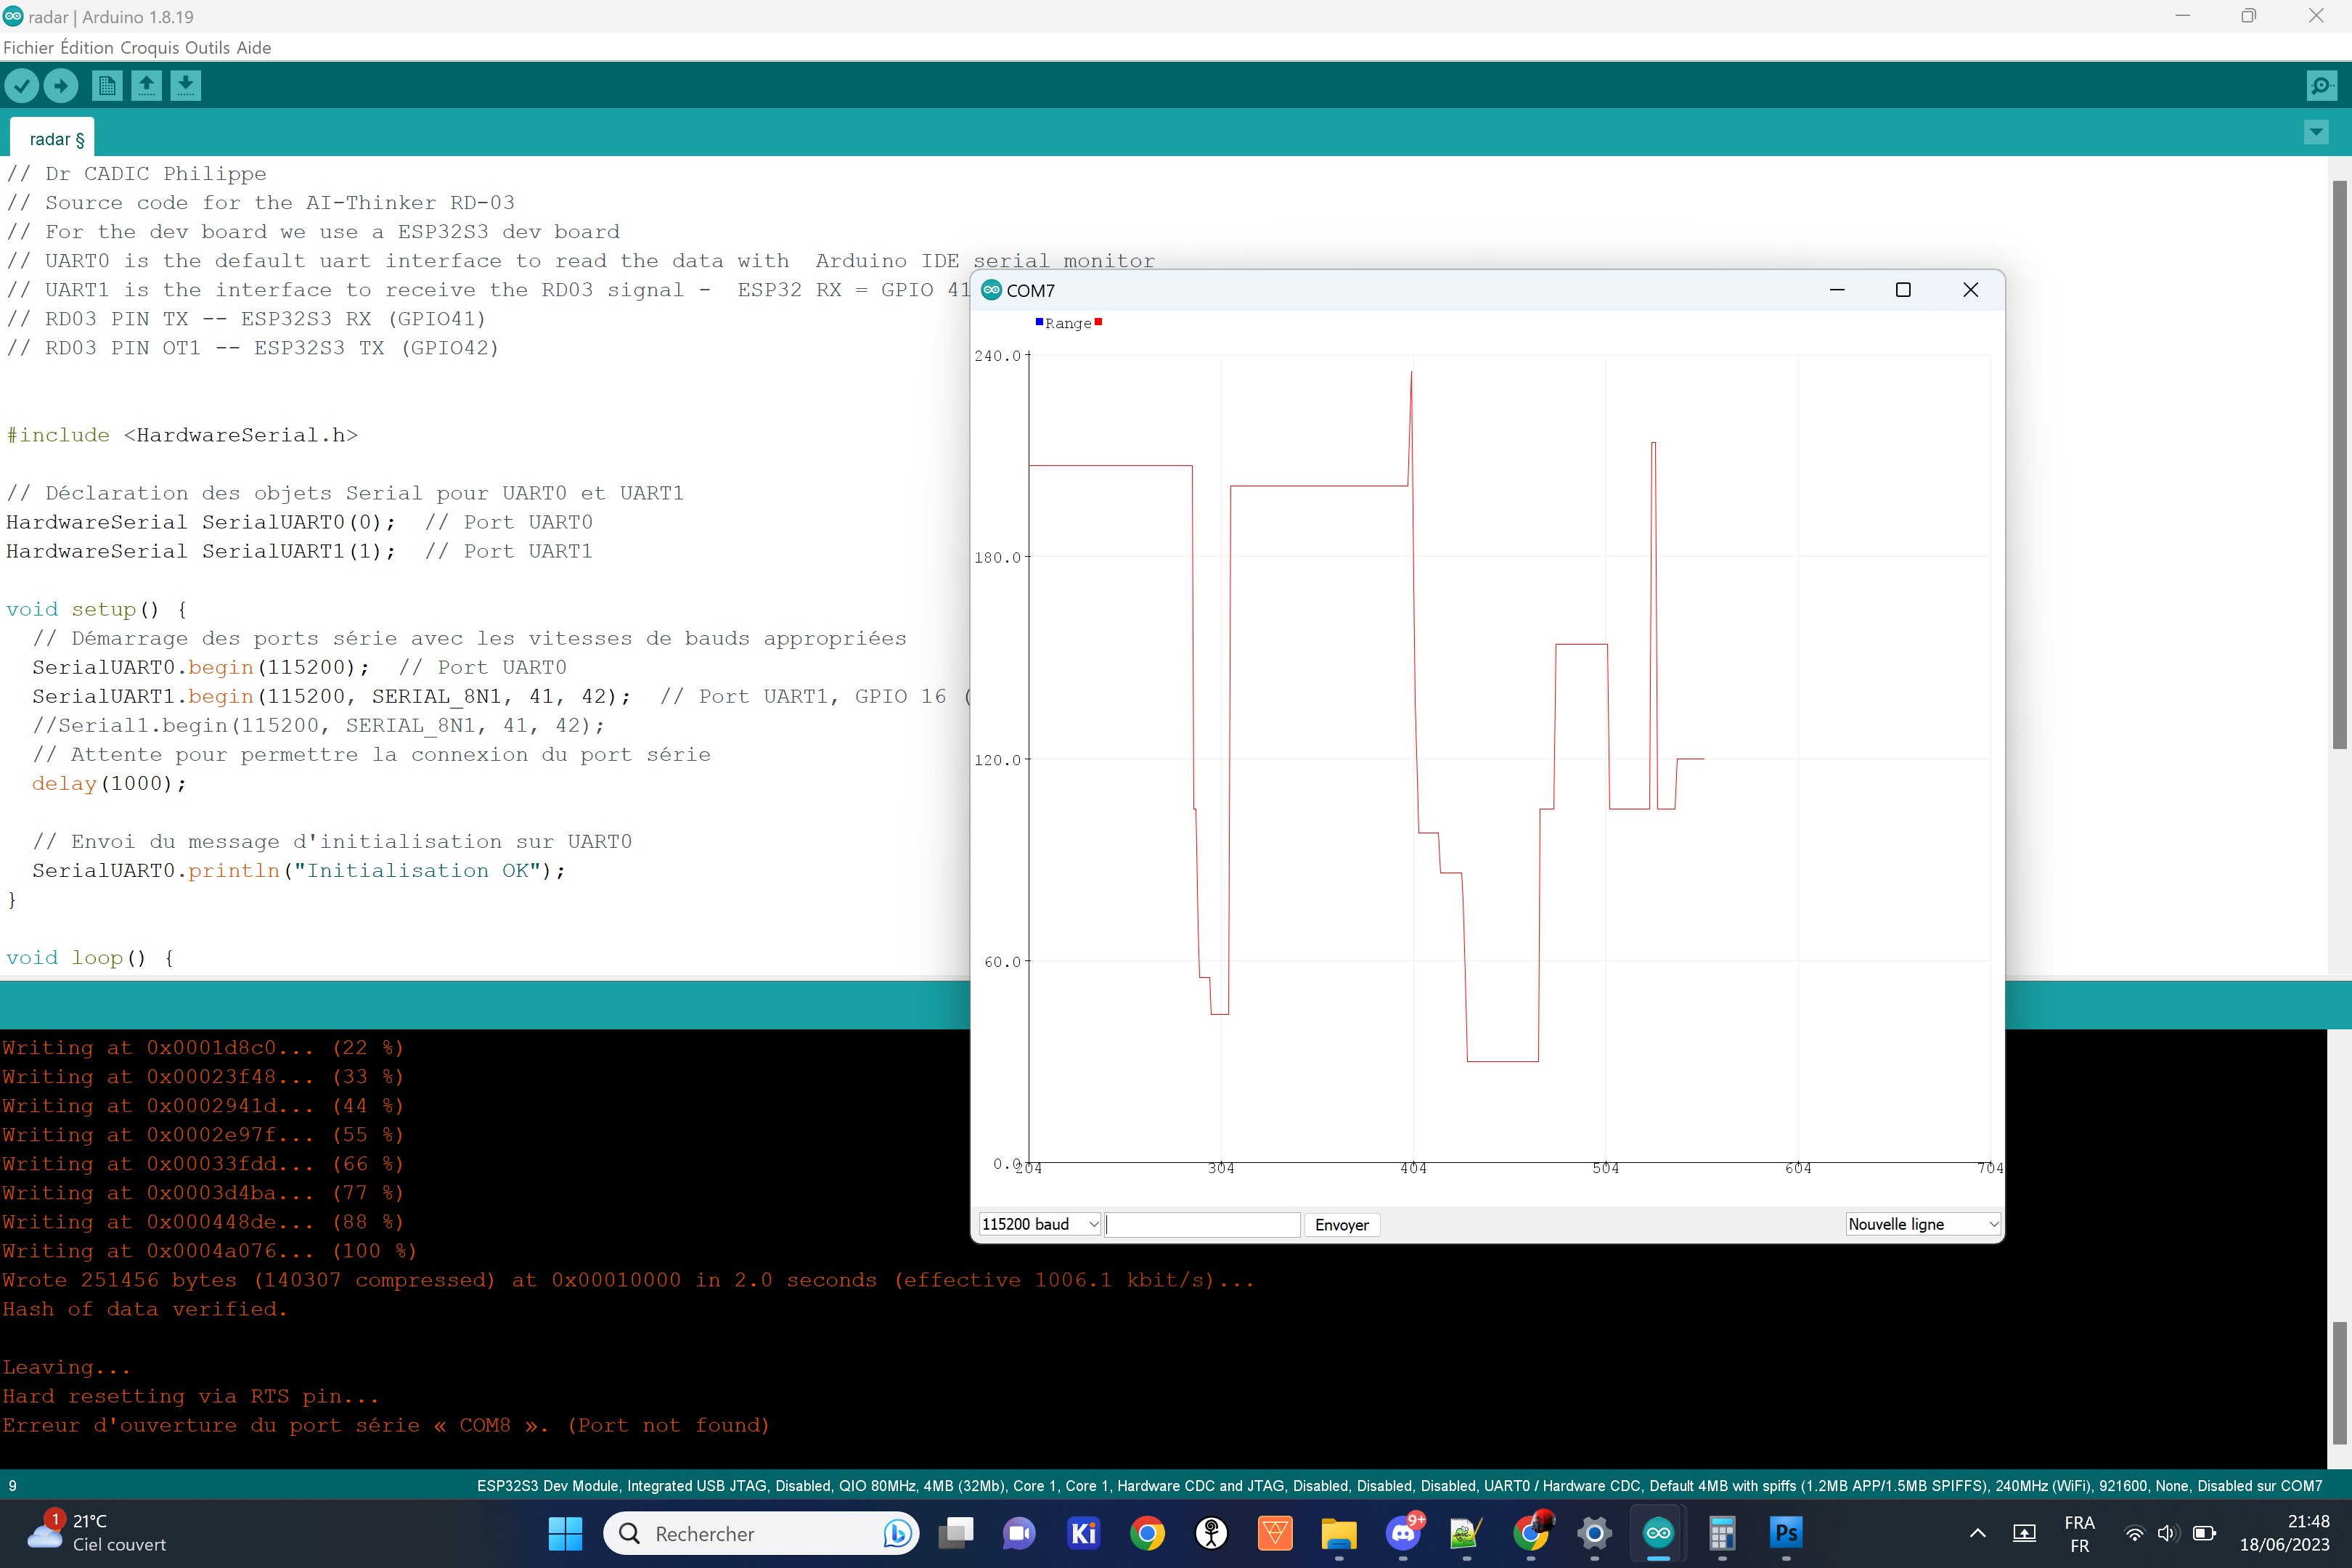 radar | Arduino 1.8.19
Fichier Édition Croquis Outils Aide
radar §
// Dr CADIC Philippe
// Source code for the AI-Thinker RD-03
// For the dev board we use a ESP32S3 dev board
// UART0 is the default uart interface to read the data with  Arduino IDE serial monitor
// UART1 is the interface to receive the RD03 signal -  ESP32 RX = GPIO 41
// RD03 PIN TX -- ESP32S3 RX (GPIO41)
// RD03 PIN OT1 -- ESP32S3 TX (GPIO42)
#include <HardwareSerial.h>
// Déclaration des objets Serial pour UART0 et UART1
HardwareSerial SerialUART0(0);  // Port UART0
HardwareSerial SerialUART1(1);  // Port UART1
void setup() {
  // Démarrage des ports série avec les vitesses de bauds appropriées
  SerialUART0.begin(115200);  // Port UART0
  SerialUART1.begin(115200, SERIAL_8N1, 41, 42);  // Port UART1, GPIO 16 (
  //Serial1.begin(115200, SERIAL_8N1, 41, 42);
  // Attente pour permettre la connexion du port série
  delay(1000);
  // Envoi du message d'initialisation sur UART0
  SerialUART0.println("Initialisation OK");
}
void loop() {
COM7
Range
240.0
180.0
120.0
60.0
0.0
204 304 404 504 604 704
115200 baud Envoyer Nouvelle ligne
Writing at 0x0001d8c0... (22 %)
Writing at 0x00023f48... (33 %)
Writing at 0x0002941d... (44 %)
Writing at 0x0002e97f... (55 %)
Writing at 0x00033fdd... (66 %)
Writing at 0x0003d4ba... (77 %)
Writing at 0x000448de... (88 %)
Writing at 0x0004a076... (100 %)
Wrote 251456 bytes (140307 compressed) at 0x00010000 in 2.0 seconds (effective 1006.1 kbit/s)...
Hash of data verified.
Leaving...
Hard resetting via RTS pin...
Erreur d'ouverture du port série « COM8 ». (Port not found)
9 ESP32S3 Dev Module, Integrated USB JTAG, Disabled, QIO 80MHz, 4MB (32Mb), Core 1, Core 1, Hardware CDC and JTAG, Disabled, Disabled, Disabled, UART0 / Hardware CDC, Default 4MB with spiffs (1.2MB APP/1.5MB SPIFFS), 240MHz (WiFi), 921600, None, Disabled sur COM7
1
21°C
Ciel couvert
Rechercher
Ki
9+
Ps
FRA
FR
21:48
18/06/2023